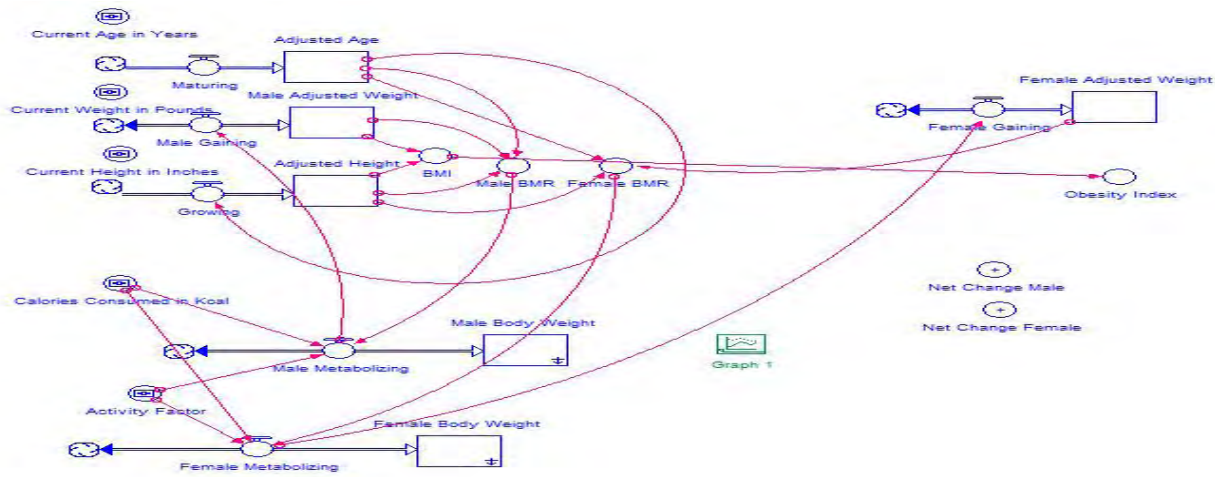 Current Age in Years
Adjusted Age
Maturing
Female Adjusted Weight
Male Adjusted Weight
Current Weight in Pounds
Male Gaining
Female Gaining
Adjusted Height
Current Height in Inches
BMI
Male BMR
Female BMR
Obesity Index
Growing
Net Change Male
Calories Consumed in Kcal
Male Body Weight
Net Change Female
Male Metabolizing
Graph 1
Activity Factor
Female Body Weight
Female Metabolizing